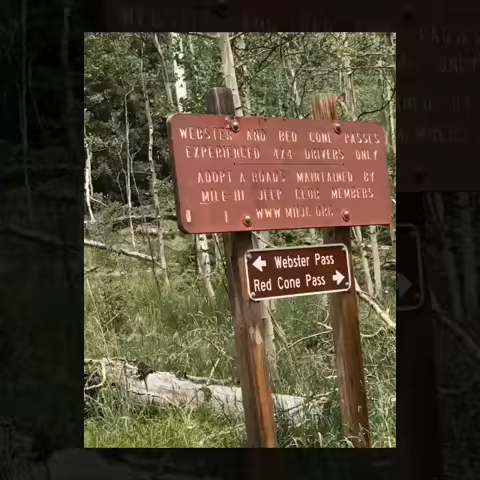 WEBSTER AND RED CONE PASSES
EXPERIENCED 4X4 DRIVERS ONLY
ADOPT A ROADS MAINTAINED BY
MILE-HI JEEP CLUB MEMBERS
WWW.MHJC.ORG
Webster Pass
Red Cone Pass